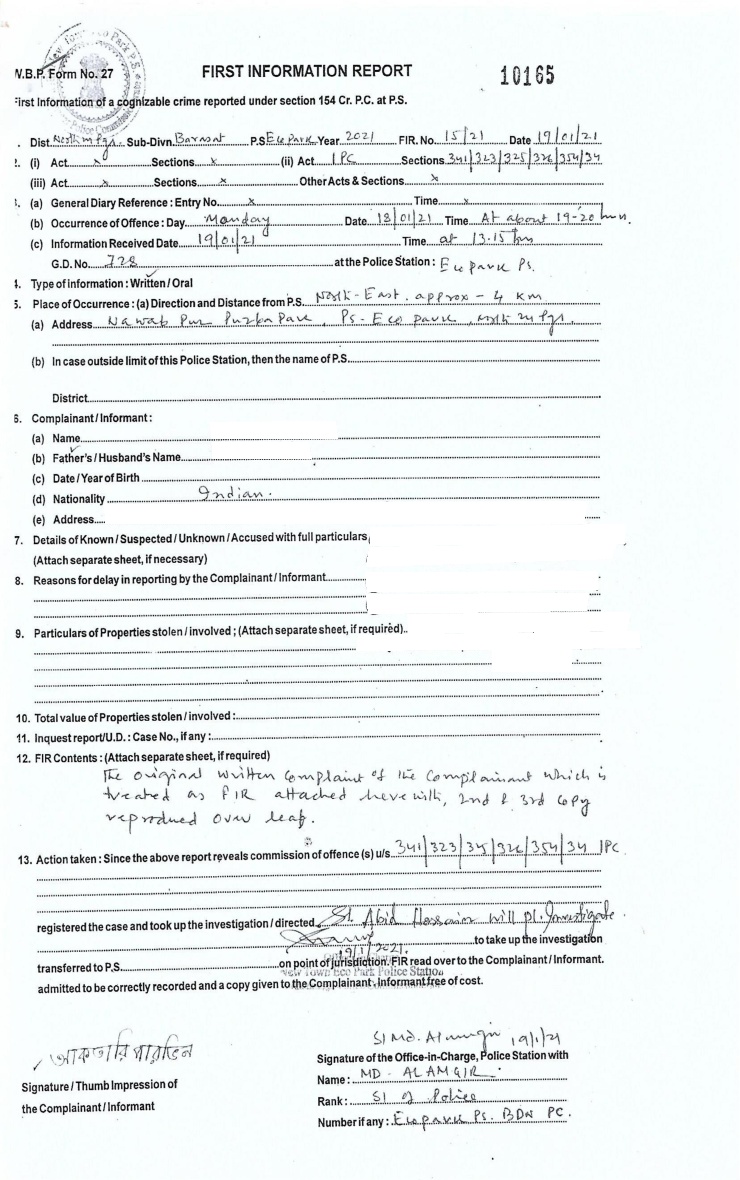 W.B.P. Form No. 27 FIRST INFORMATION REPORT 10165
First Information of a cognizable crime reported under section 154 Cr. P.C. at P.S.
. Dist. North 24 Pgs. Sub-Divn. Barasat P.S Eco Park Year 2021 FIR. No. 15/21 Date 19/01/21
2. (i) Act x Sections x (ii) Act IPC Sections 341/323/325/326/354/34
(iii) Act x Sections x Other Acts & Sections x
3. (a) General Diary Reference : Entry No. x Time x
(b) Occurrence of Offence : Day Monday Date 18/01/21 Time At about 19-20 hrs.
(c) Information Received Date 19/01/21 Time at 13.15 hrs
G.D. No. 728 at the Police Station : Eco park Ps.
4. Type of information : Written / Oral
5. Place of Occurrence : (a) Direction and Distance from P.S. North-East. approx - 4 KM
(a) Address Nawab Pur Purba Para, Ps- Eco park, North 24 Pgs.
(b) In case outside limit of this Police Station, then the name of P.S.
District
6. Complainant / Informant :
(a) Name
(b) Father's / Husband's Name
(c) Date / Year of Birth
(d) Nationality Indian.
(e) Address
7. Details of Known / Suspected / Unknown / Accused with full particulars
(Attach separate sheet, if necessary)
8. Reasons for delay in reporting by the Complainant / Informant
9. Particulars of Properties stolen / involved ; (Attach separate sheet, if required)
10. Total value of Properties stolen / involved :
11. Inquest report/U.D. : Case No., if any :
12. FIR Contents : (Attach separate sheet, if required)
The original written complaint of the complainant which is
treated as FIR attached herewith, 2nd & 3rd copy
reproduced over leaf.
13. Action taken : Since the above report reveals commission of offence (s) u/s 341/323/325/326/354/34 IPC
registered the case and took up the investigation / directed SI. Abid Hossain will pl. Investigate.
to take up the investigation
19/1/2021.
transferred to P.S. on point of jurisdiction. FIR read over to the Complainant / Informant.
New Town Eco Park Police Station
admitted to be correctly recorded and a copy given to the Complainant, Informant free of cost.
SI Md. Alamgir 19/1/21
আকতারি পারভিন
Signature of the Office-in-Charge, Police Station with
Signature / Thumb Impression of
the Complainant / Informant
Name : MD. ALAMGIR
Rank : SI of Police
Number if any : Eco park Ps. BDN PC.